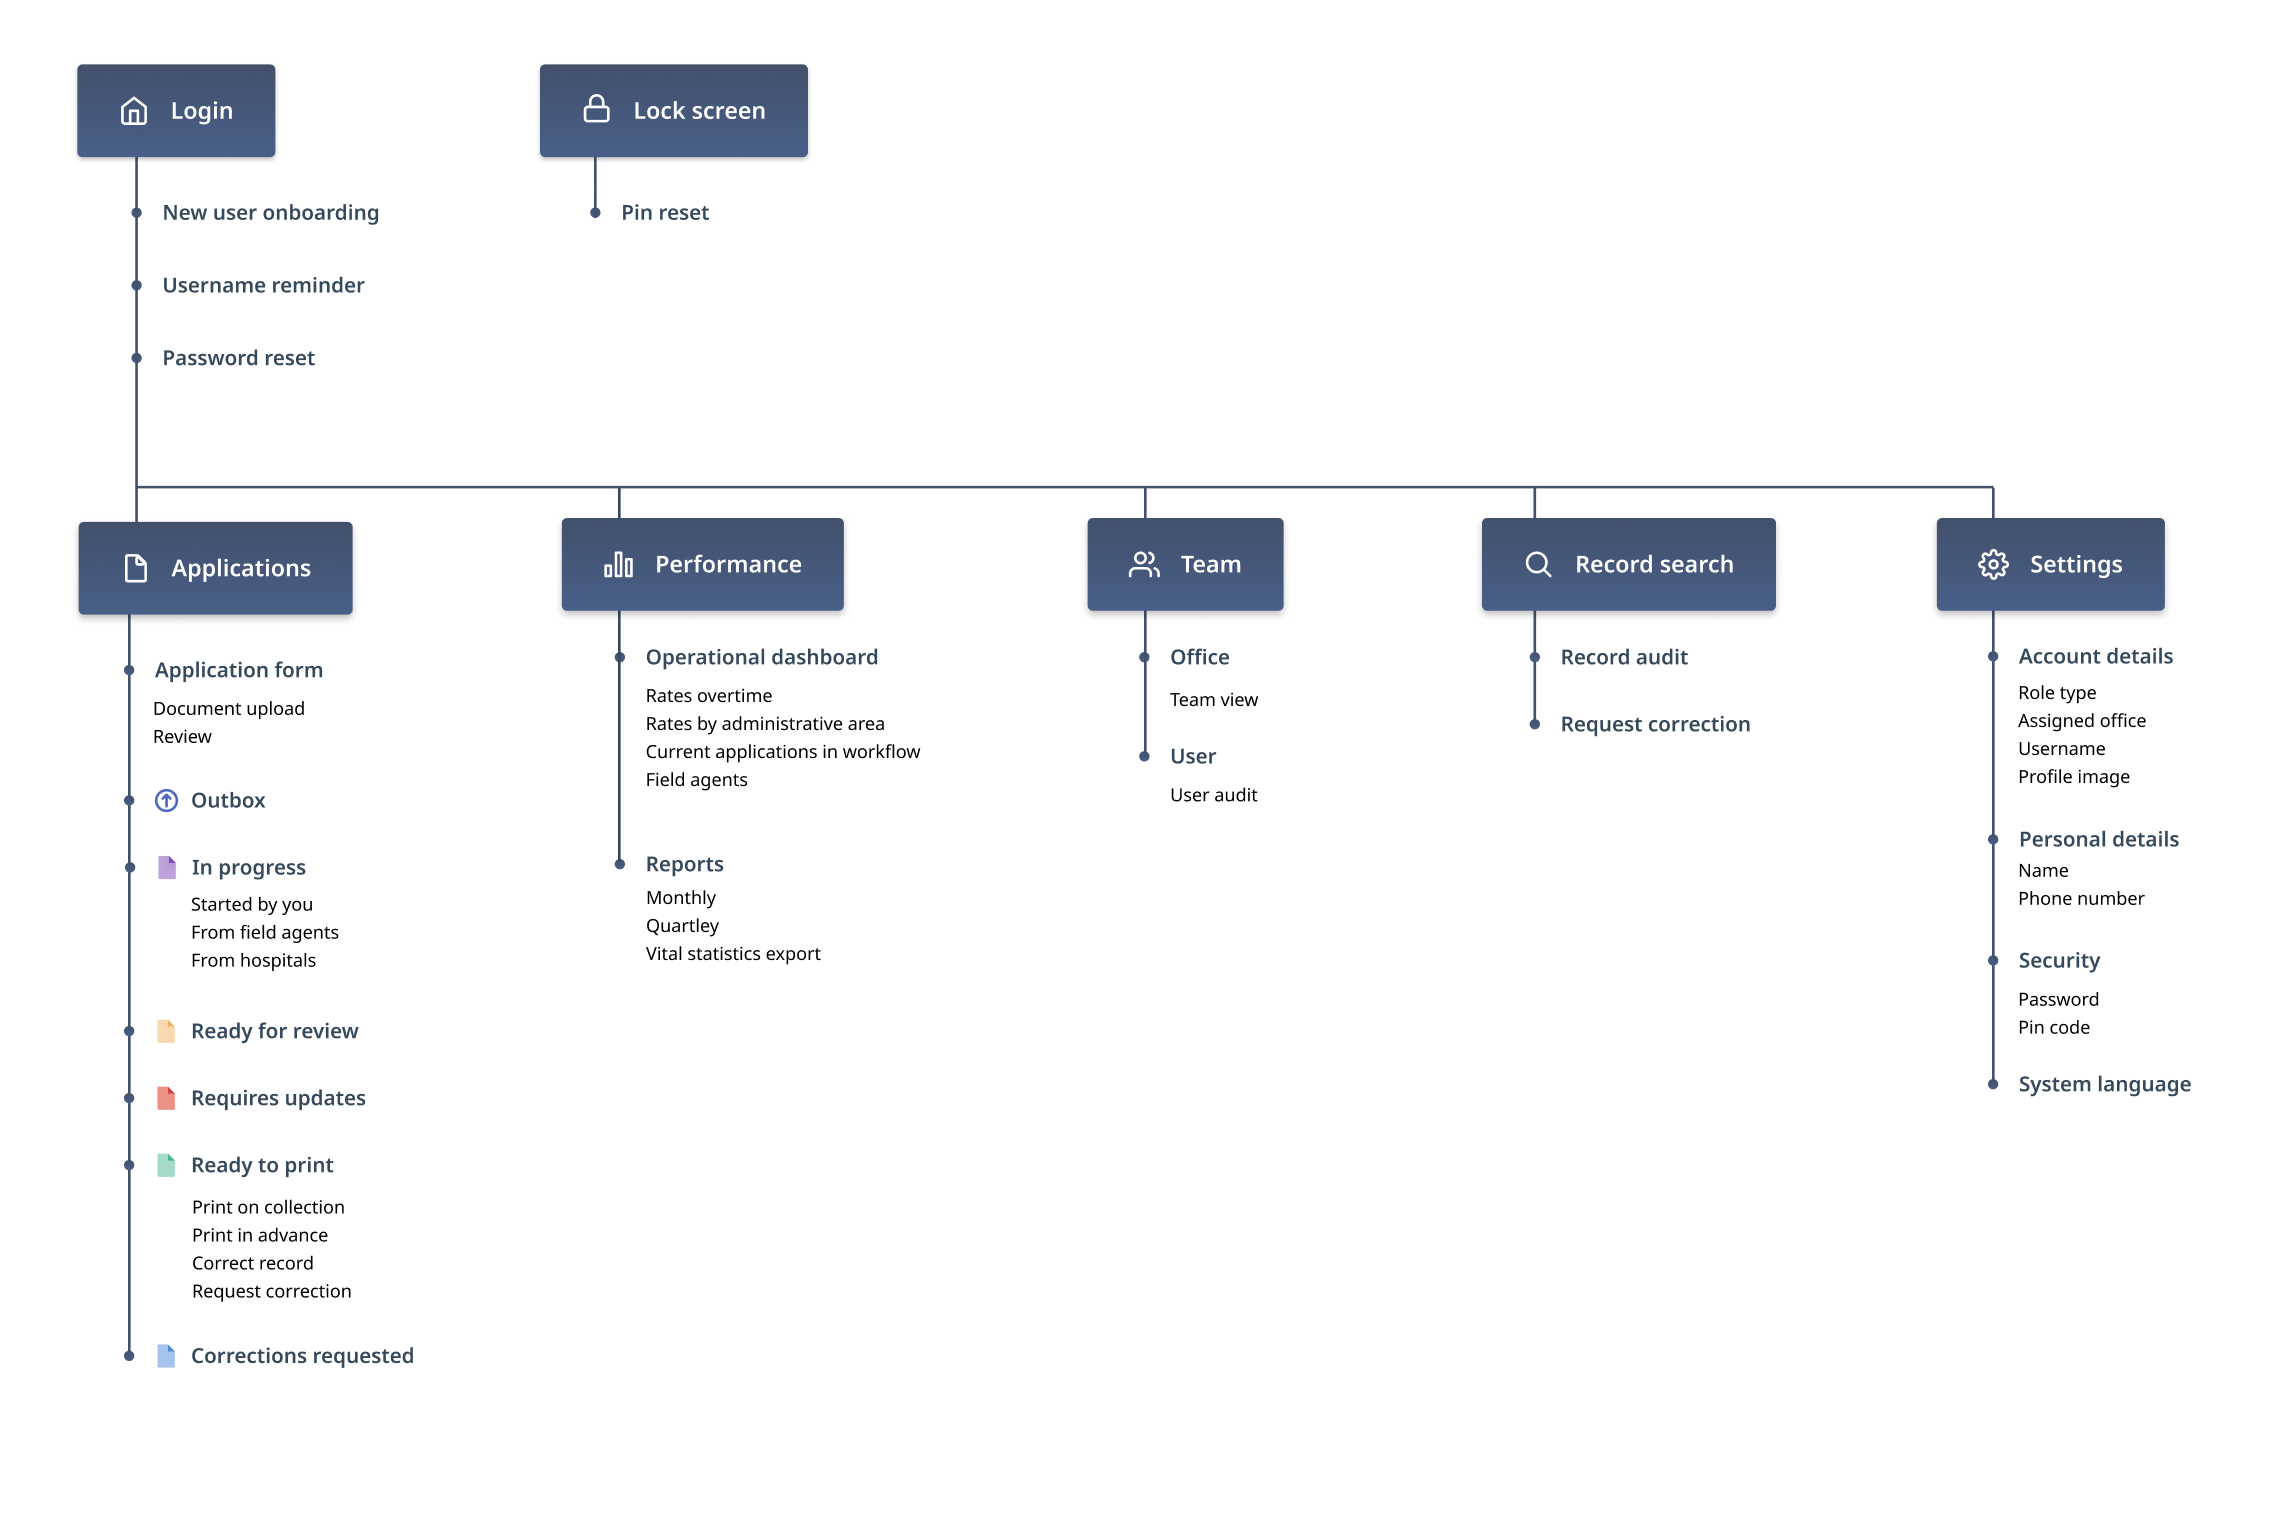 Login
New user onboarding
Username reminder
Password reset
Lock screen
Pin reset
Applications
Application form
Document upload
Review
Outbox
In progress
Started by you
From field agents
From hospitals
Ready for review
Requires updates
Ready to print
Print on collection
Print in advance
Correct record
Request correction
Corrections requested
Performance
Operational dashboard
Rates overtime
Rates by administrative area
Current applications in workflow
Field agents
Reports
Monthly
Quartley
Vital statistics export
Team
Office
Team view
User
User audit
Record search
Record audit
Request correction
Settings
Account details
Role type
Assigned office
Username
Profile image
Personal details
Name
Phone number
Security
Password
Pin code
System language